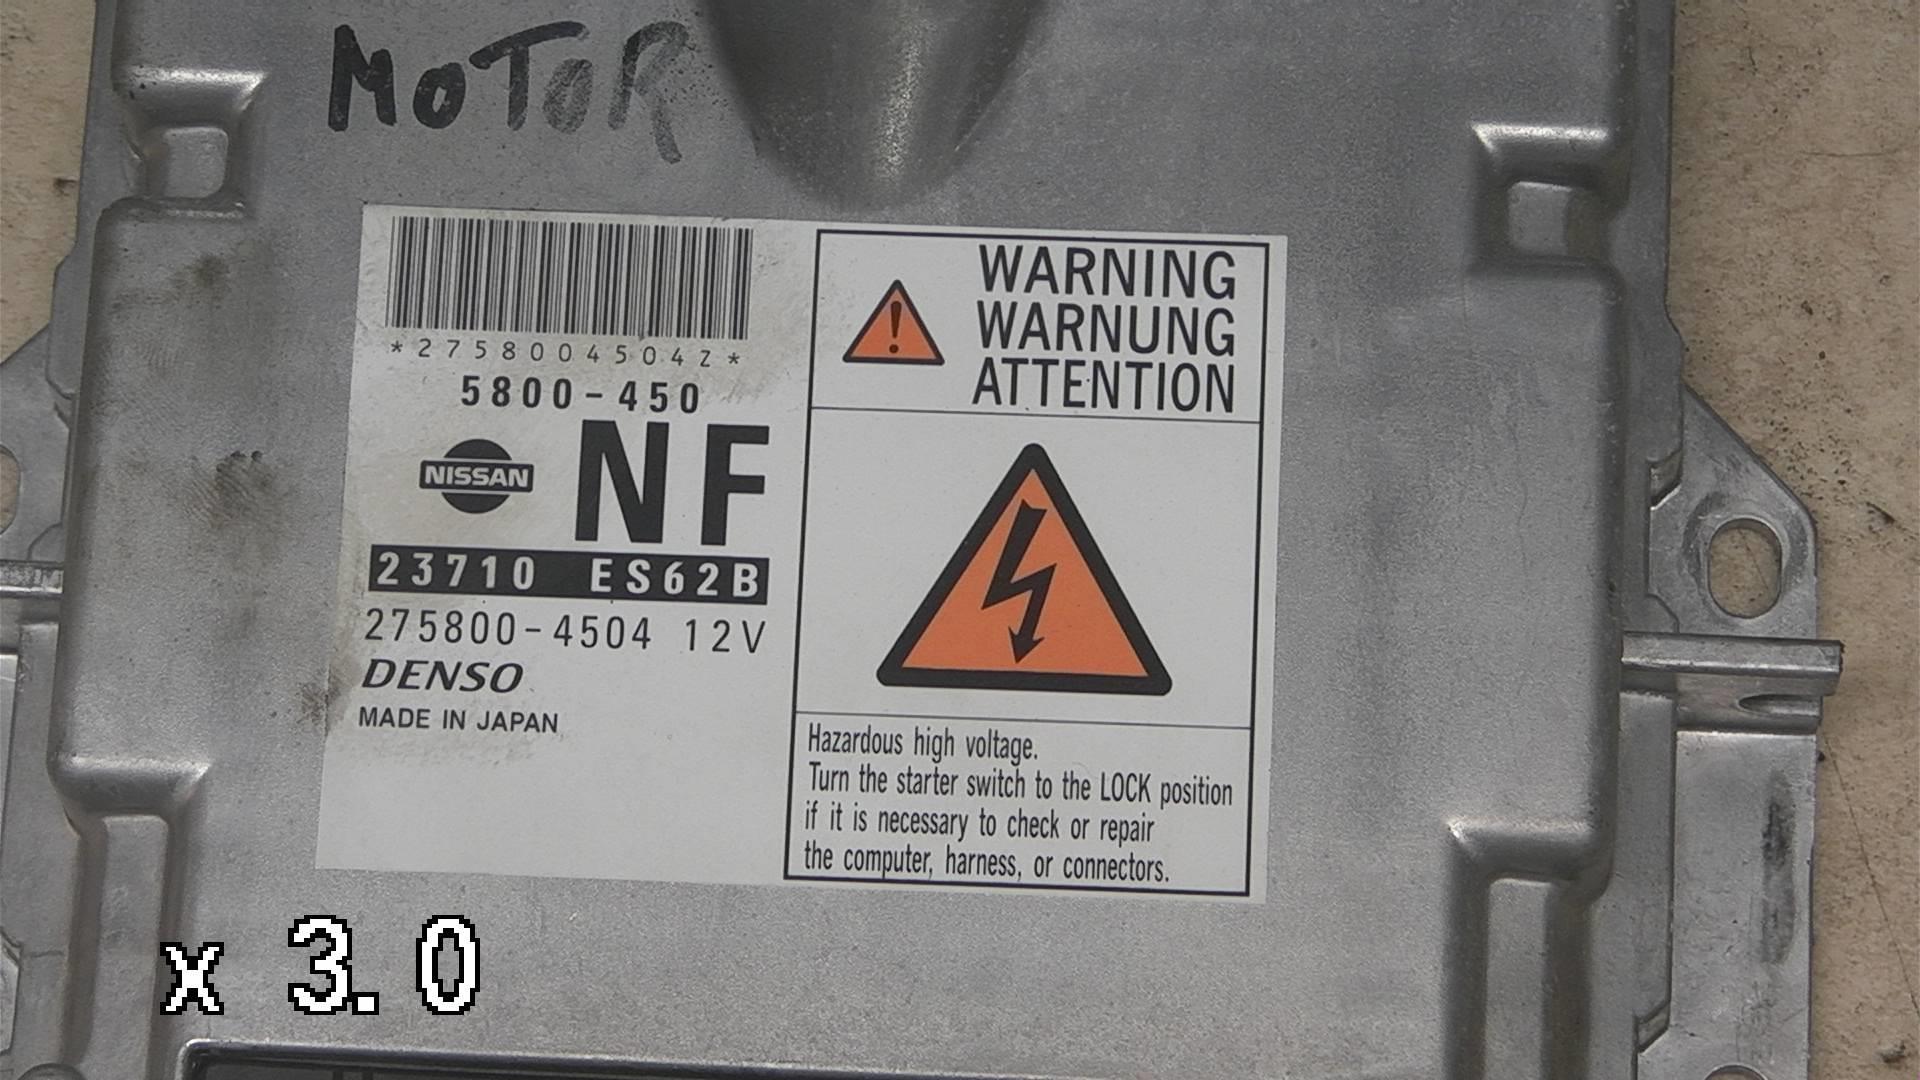 MOTOR
*2758004504Z*
5800-450
NISSAN
NF
23710 ES62B
275800-4504 12V
DENSO
MADE IN JAPAN
WARNING
WARNUNG
ATTENTION
Hazardous high voltage.
Turn the starter switch to the LOCK position
if it is necessary to check or repair
the computer, harness, or connectors.
x 3.0